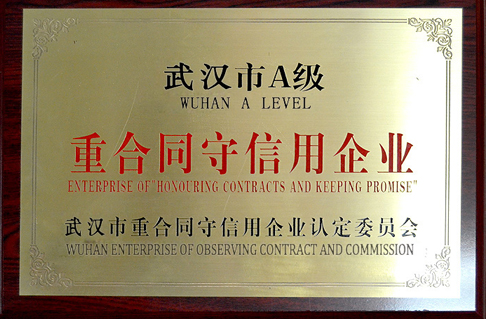 武汉市A级
WUHAN A LEVEL
重合同守信用企业
ENTERPRISE OF"HONOURING CONTRACTS AND KEEPING PROMISE"
武汉市重合同守信用企业认定委员会
WUHAN ENTERPRISE OF OBSERVING CONTRACT AND COMMISSION